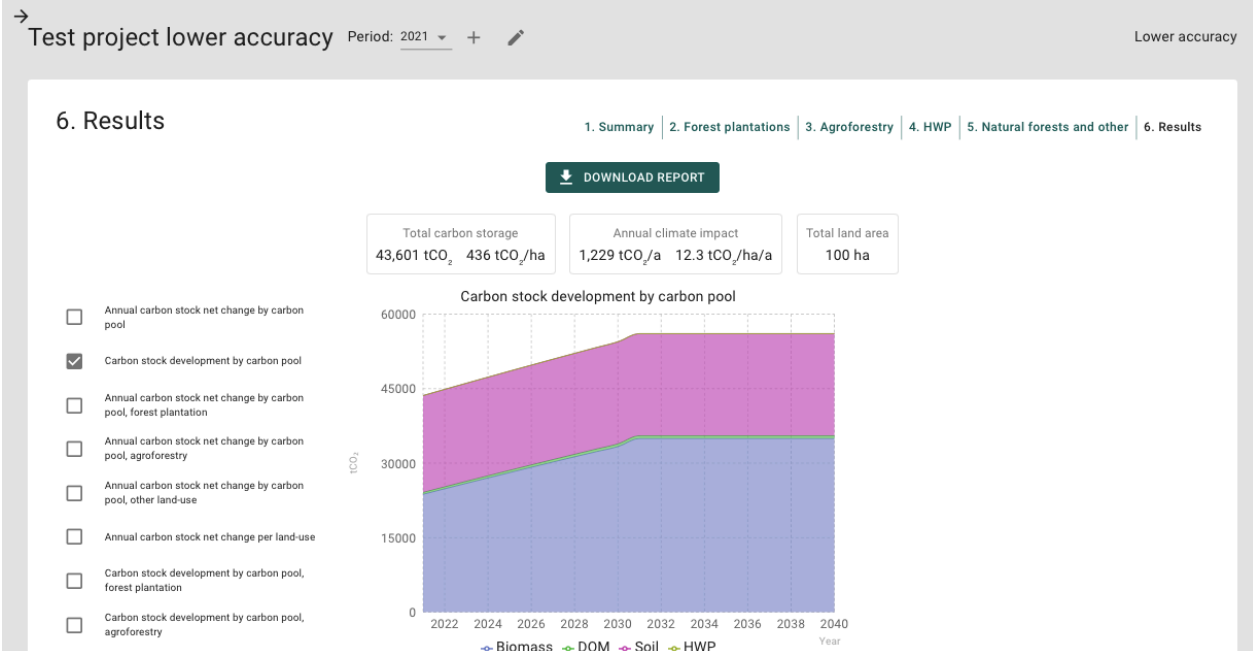 Test project lower accuracy Period: 2021
Lower accuracy
6. Results
1. Summary 2. Forest plantations 3. Agroforestry 4. HWP 5. Natural forests and other 6. Results
DOWNLOAD REPORT
Total carbon storage
43,601 tCO₂ 436 tCO₂/ha
Annual climate impact
1,229 tCO₂/a 12.3 tCO₂/ha/a
Total land area
100 ha
Annual carbon stock net change by carbon
pool
Carbon stock development by carbon pool
Annual carbon stock net change by carbon
pool, forest plantation
Annual carbon stock net change by carbon
pool, agroforestry
Annual carbon stock net change by carbon
pool, other land-use
Annual carbon stock net change per land-use
Carbon stock development by carbon pool,
forest plantation
Carbon stock development by carbon pool,
agroforestry
Carbon stock development by carbon pool
60000
45000
30000
15000
0
tCO₂
2022 2024 2026 2028 2030 2032 2034 2036 2038 2040
Year
Biomass DOM Soil HWP